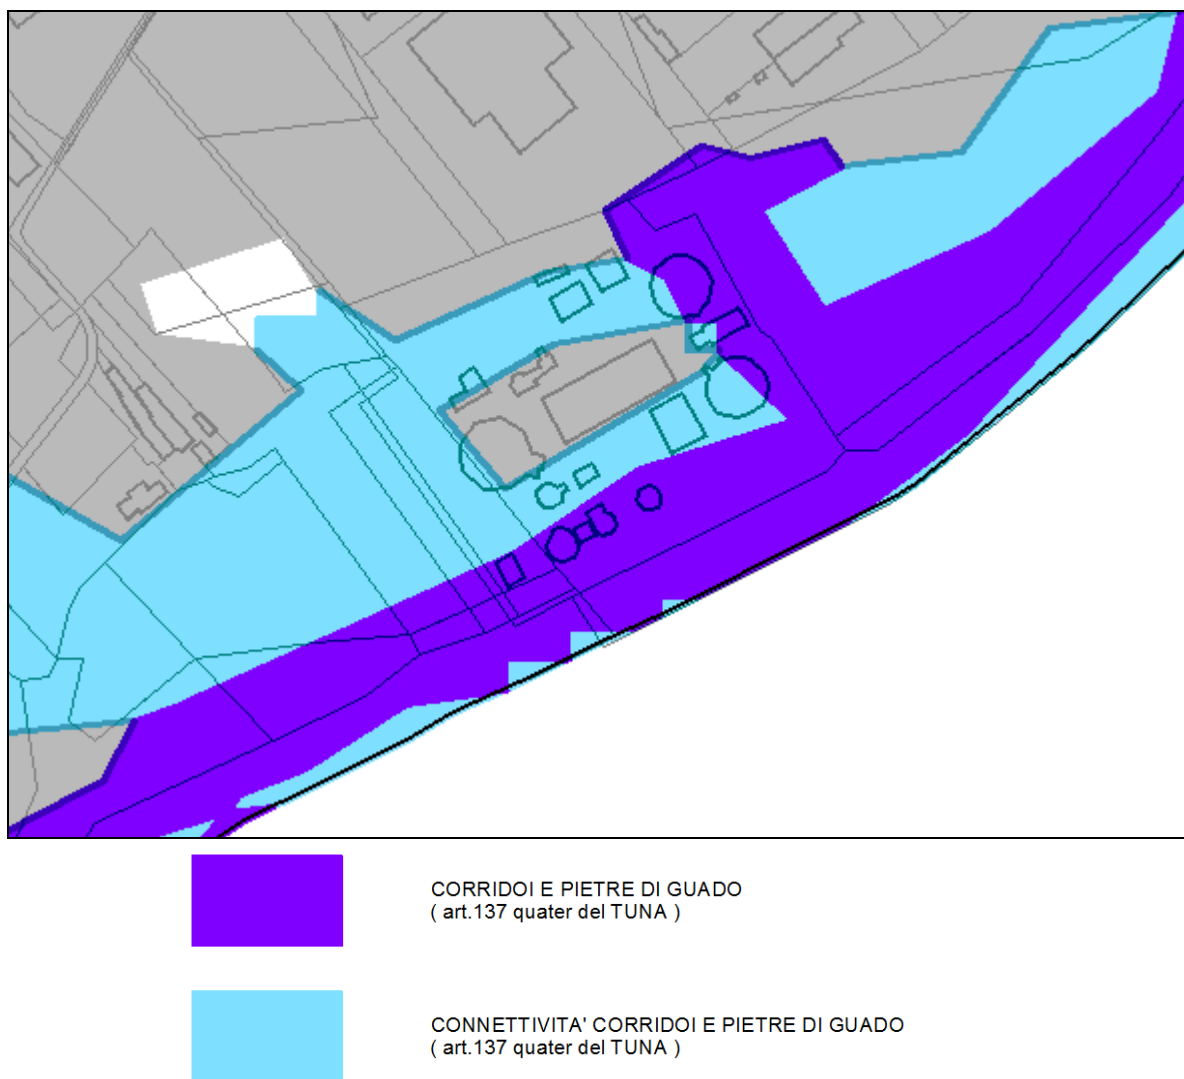 CORRIDOI E PIETRE DI GUADO
( art.137 quater del TUNA )
CONNETTIVITA' CORRIDOI E PIETRE DI GUADO
( art.137 quater del TUNA )